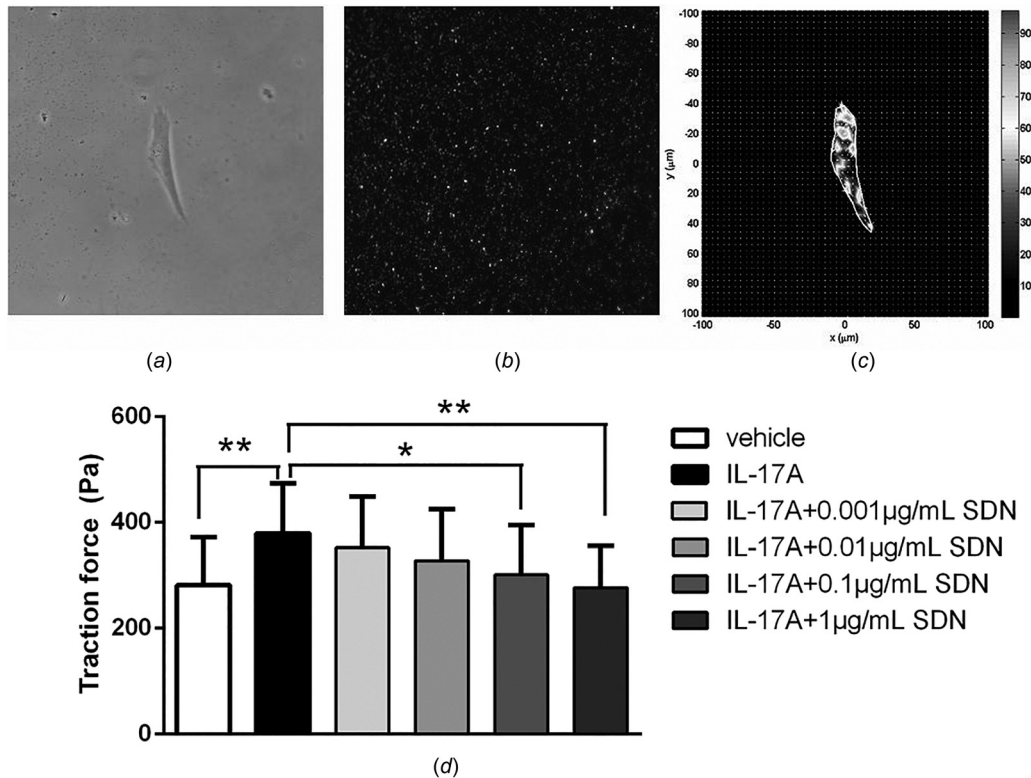 -100
-80
-60
-40
-20
0
20
40
60
80
100
y (μm)
-100 -50 0 50 100
x (μm)
90
80
70
60
50
40
30
20
10
(a)
(b)
(c)
600
400
200
0
Traction force (Pa)
**
*
**
vehicle
IL-17A
IL-17A+0.001μg/mL SDN
IL-17A+0.01μg/mL SDN
IL-17A+0.1μg/mL SDN
IL-17A+1μg/mL SDN
(d)